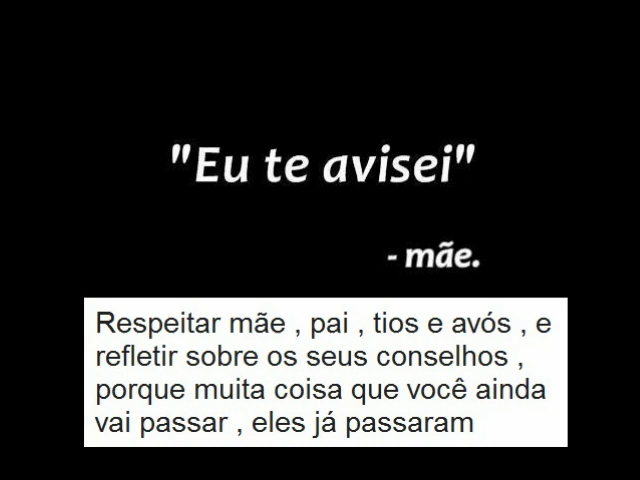 "Eu te avisei"
- mãe.
Respeitar mãe , pai , tios e avós , e
refletir sobre os seus conselhos ,
porque muita coisa que você ainda
vai passar , eles já passaram